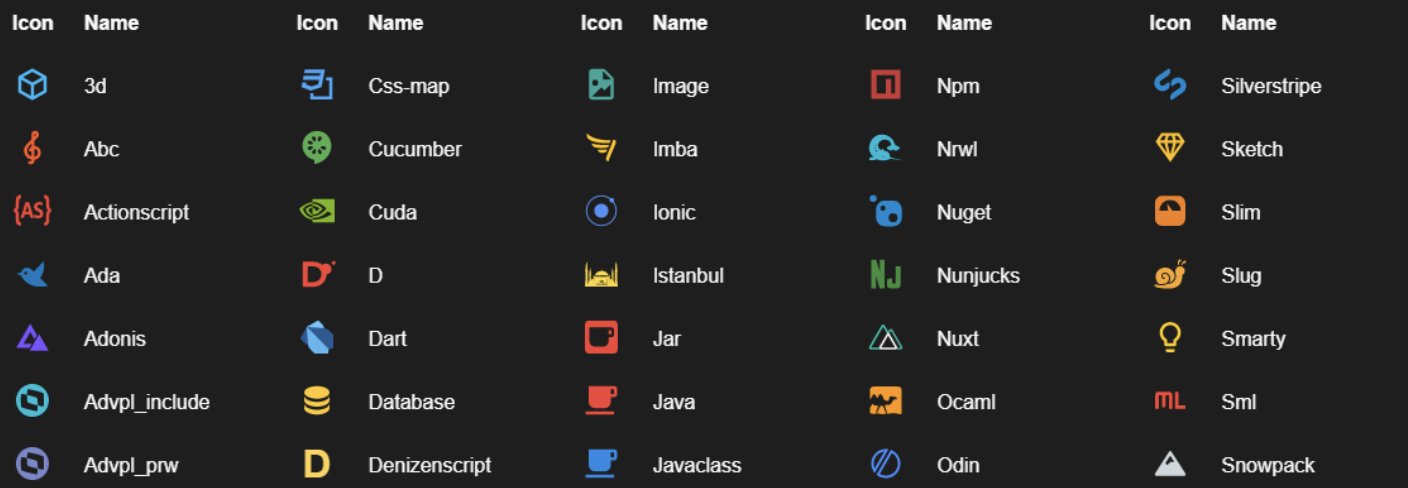 Icon Name Icon Name Icon Name Icon Name Icon Name
3d Css-map Image Npm Silverstripe
Abc Cucumber Imba Nrwl Sketch
{AS} Actionscript Cuda Ionic Nuget Slim
Ada D D Istanbul NJ Nunjucks Slug
Adonis Dart Jar Nuxt Smarty
Advpl_include Database Java Ocaml ML Sml
Advpl_prw D Denizenscript Javaclass Odin Snowpack